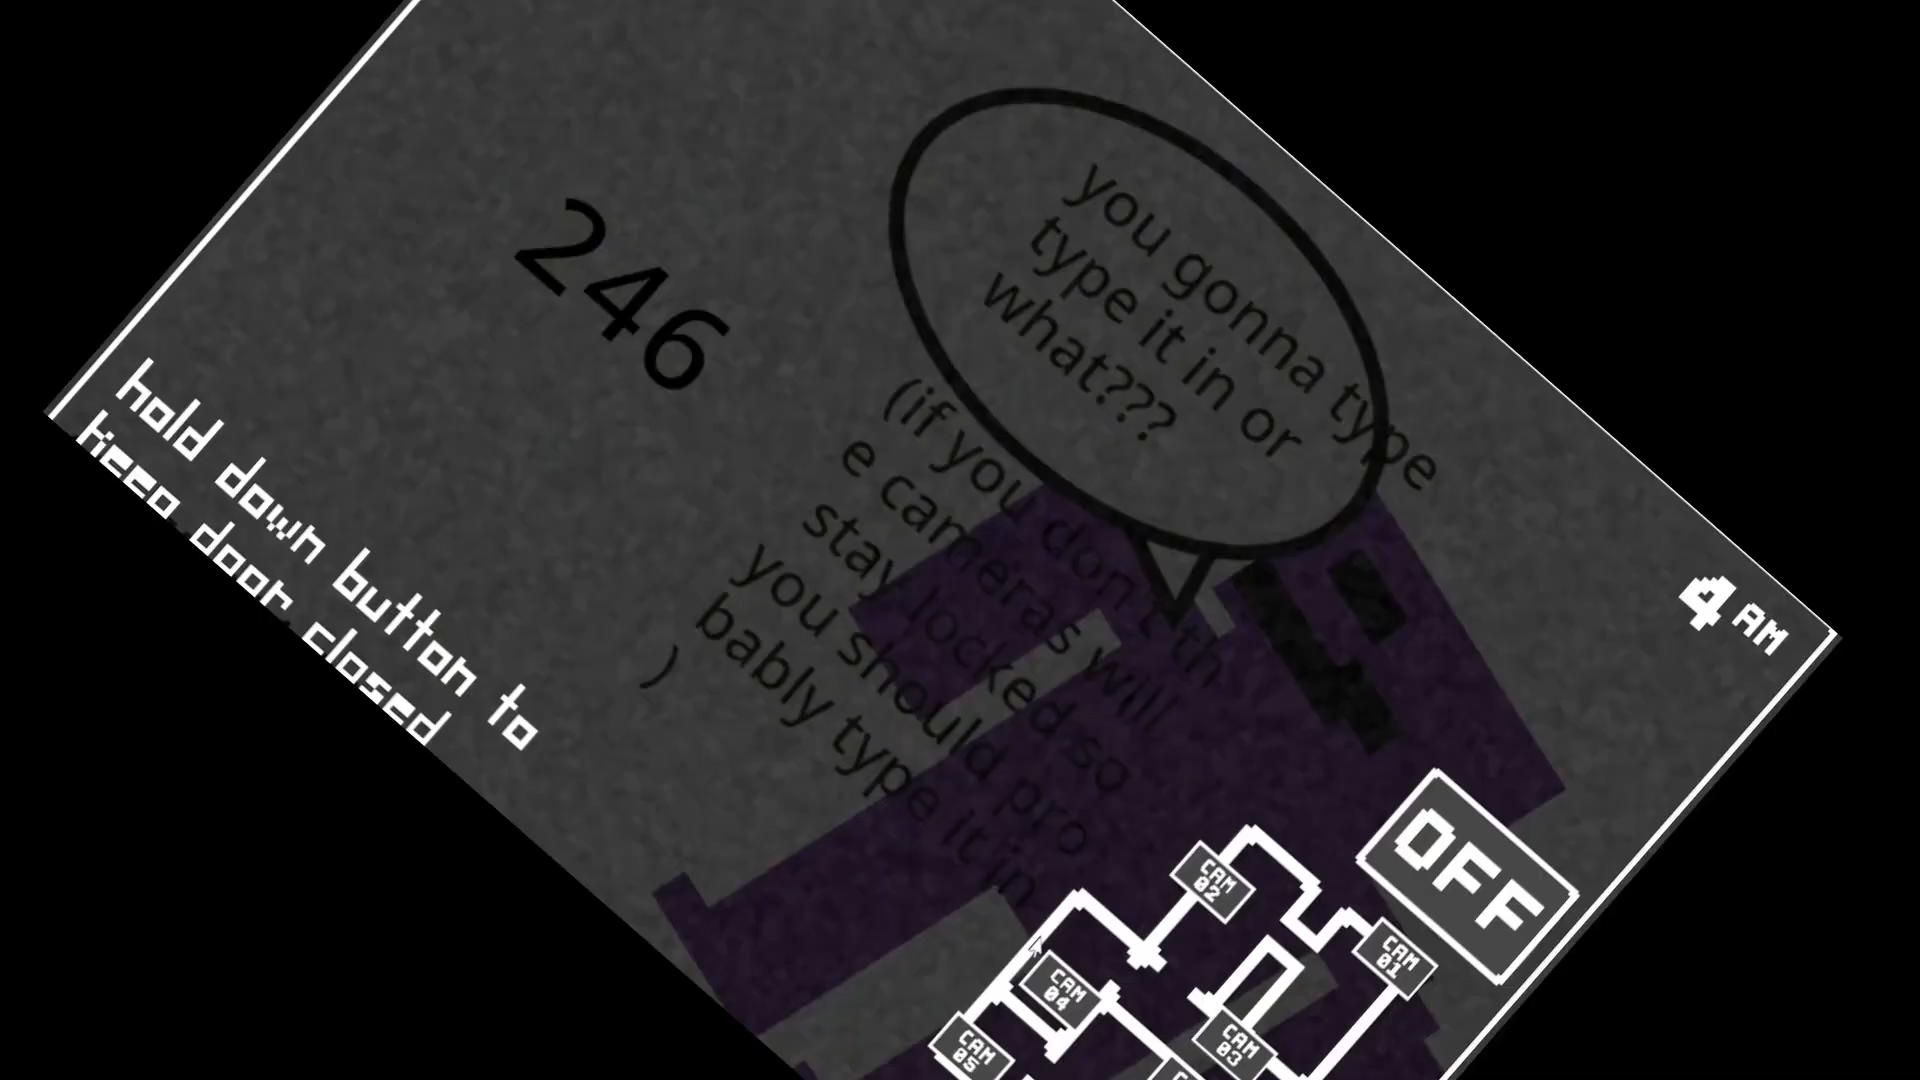 you gonna type
type it in or
what???
246
(if you don't th
e cameras will
stay locked so
you should pro
bably type it in
)
hold down button to
keep door closed
4 AM
OFF
CAM
02
CAM
01
CAM
04
CAM
03
CAM
05